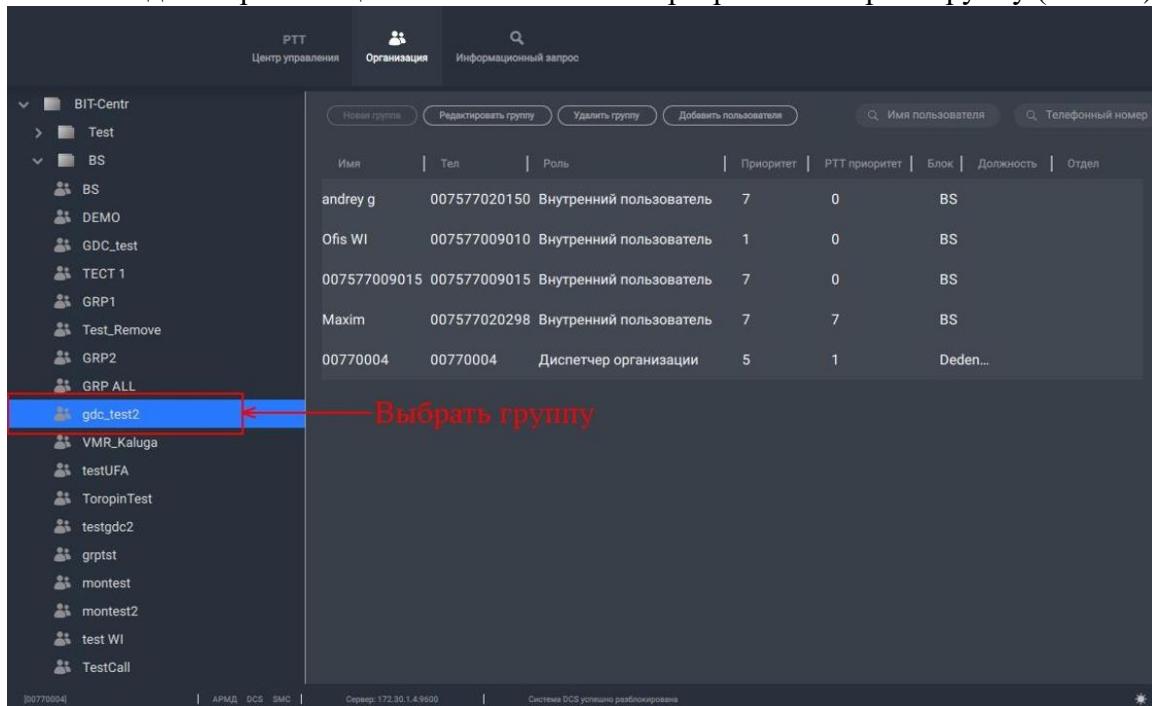 PTT
Центр управления
Организация
Информационный запрос
BIT-Centr
Test
BS
BS
DEMO
GDC_test
ТЕСТ 1
GRP1
Test_Remove
GRP2
GRP ALL
gdc_test2
VMR_Kaluga
testUFA
ToropinTest
testgdc2
grptst
montest
montest2
test WI
TestCall
Новая группа Редактировать группу Удалить группу Добавить пользователя Имя пользователя Телефонный номер
Имя Тел Роль Приоритет PTT приоритет Блок Должность Отдел
andrey g 007577020150 Внутренний пользователь 7 0 BS
Ofis WI 007577009010 Внутренний пользователь 1 0 BS
007577009015 007577009015 Внутренний пользователь 7 0 BS
Maxim 007577020298 Внутренний пользователь 7 7 BS
00770004 00770004 Диспетчер организации 5 1 Deden...
Выбрать группу
[00770004] АРМД DCS SMC Сервер: 172.30.1.4:9600 Система DCS успешно разблокирована